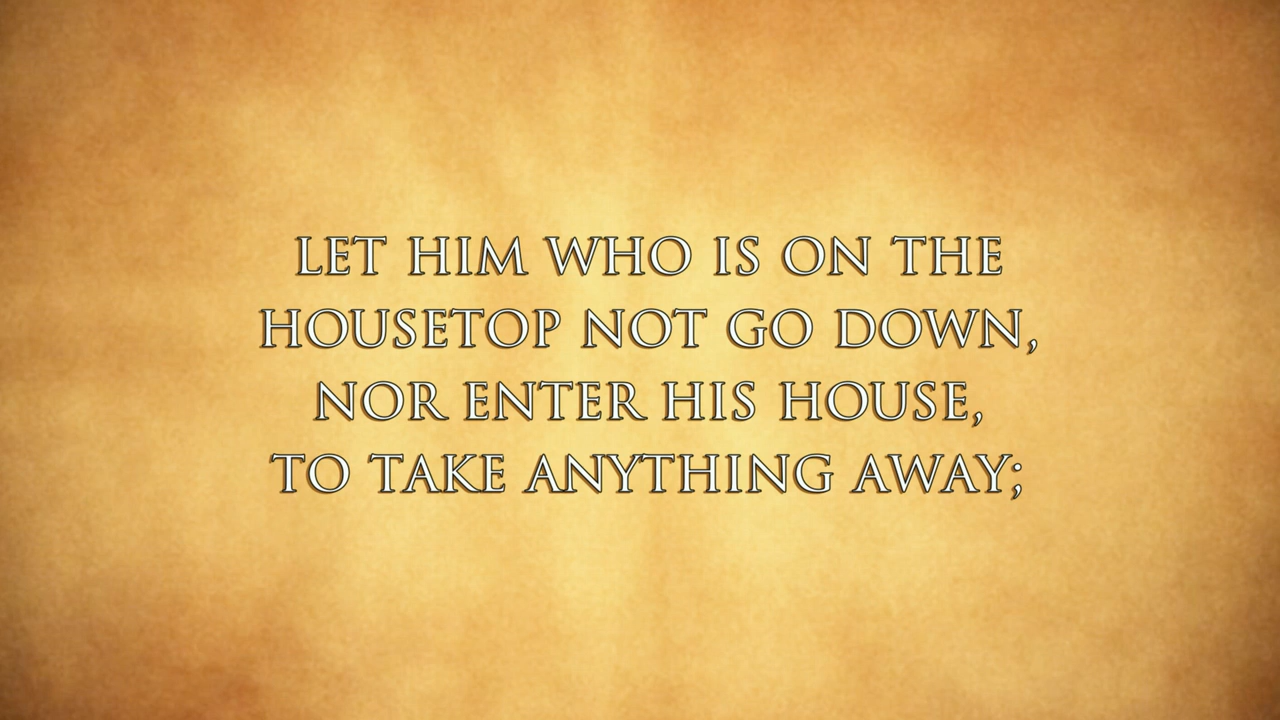 LET HIM WHO IS ON THE
HOUSETOP NOT GO DOWN,
NOR ENTER HIS HOUSE,
TO TAKE ANYTHING AWAY;